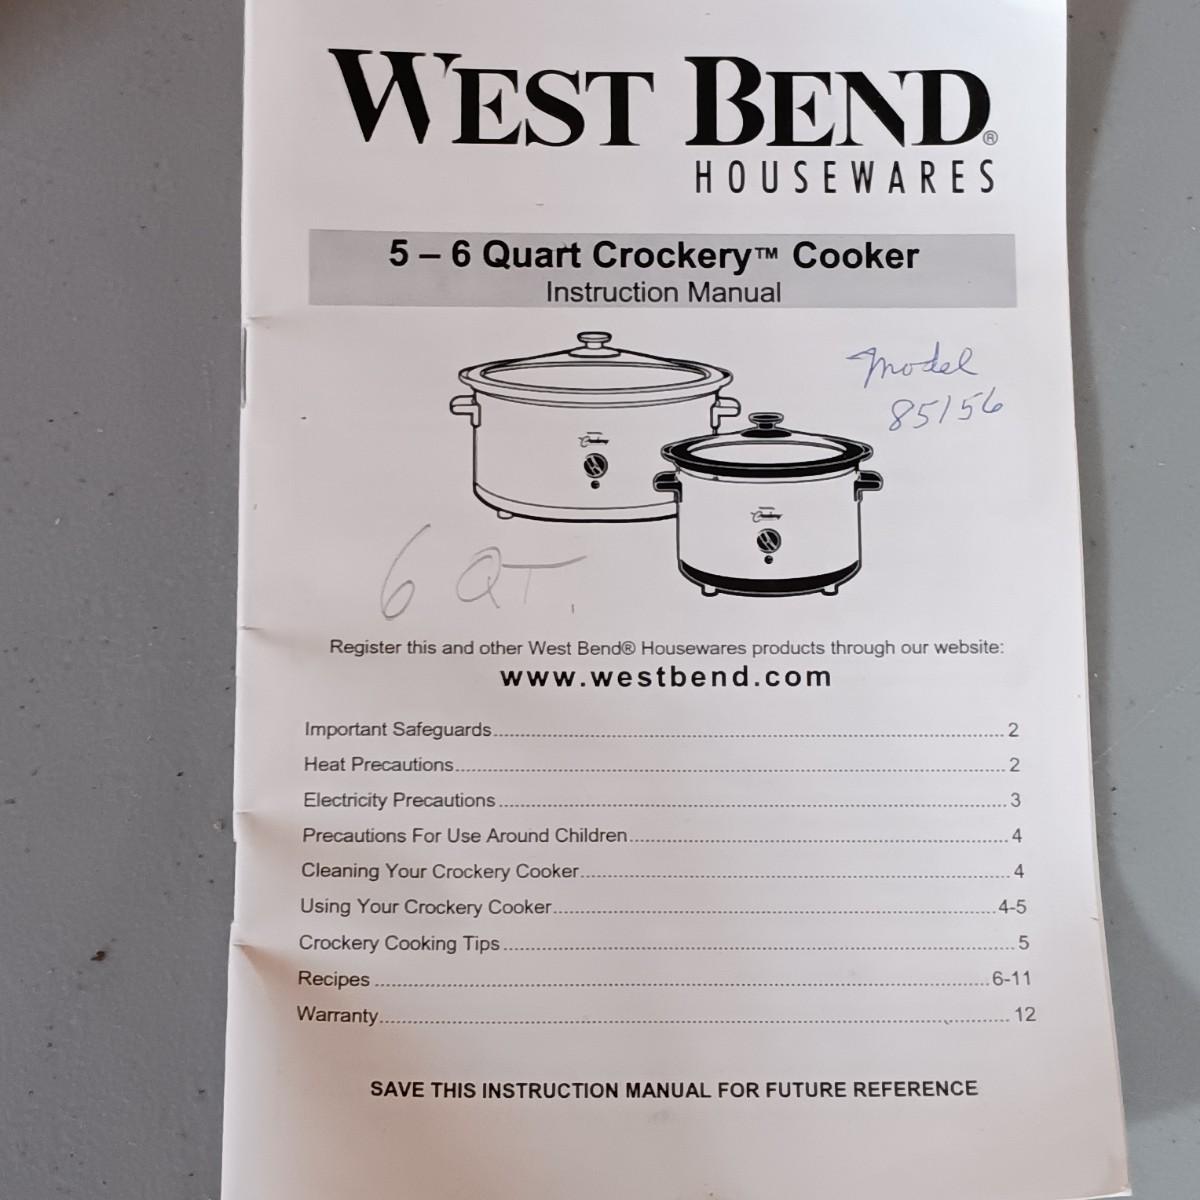 WEST BEND®
HOUSEWARES
5 – 6 Quart Crockery™ Cooker
Instruction Manual
Model
85156
Crockery
Crockery
6 QT.
Register this and other West Bend® Housewares products through our website:
www.westbend.com
Important Safeguards 2
Heat Precautions 2
Electricity Precautions 3
Precautions For Use Around Children 4
Cleaning Your Crockery Cooker 4
Using Your Crockery Cooker 4-5
Crockery Cooking Tips 5
Recipes 6-11
Warranty 12
SAVE THIS INSTRUCTION MANUAL FOR FUTURE REFERENCE